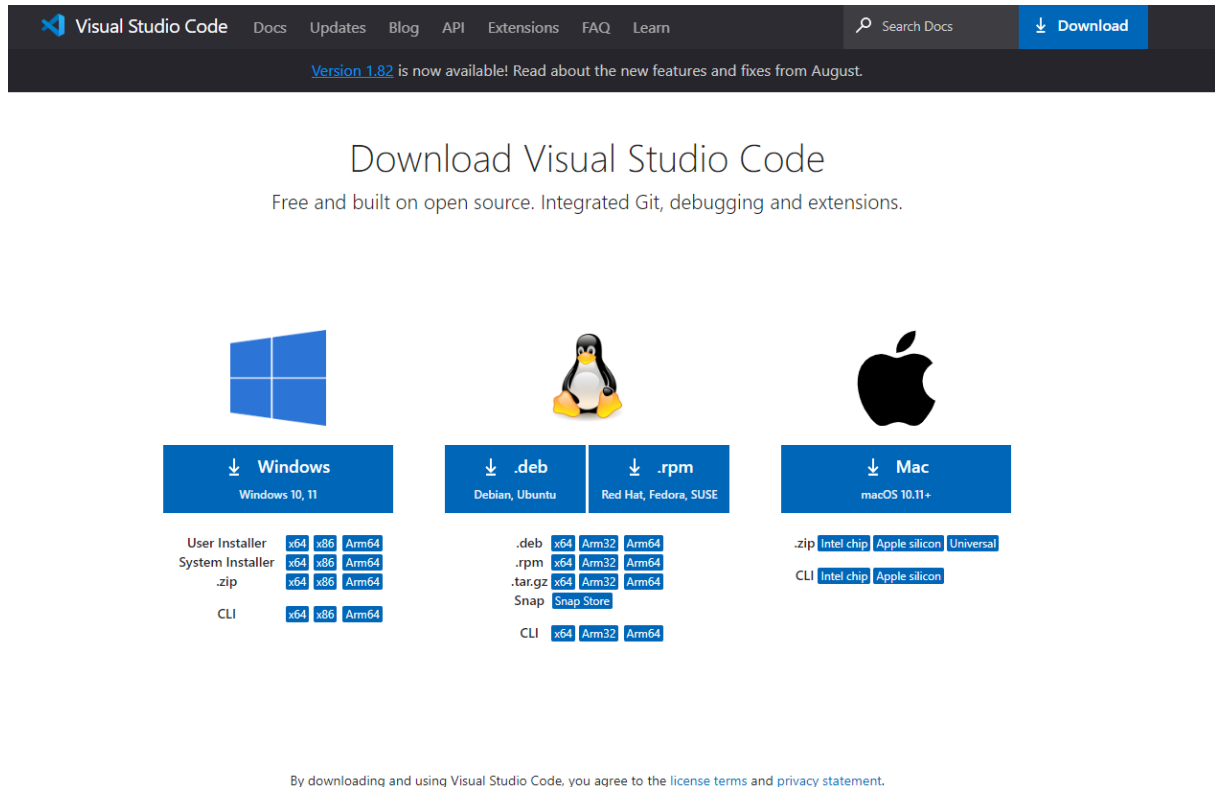 Visual Studio Code Docs Updates Blog API Extensions FAQ Learn Search Docs Download
Version 1.82 is now available! Read about the new features and fixes from August.
Download Visual Studio Code
Free and built on open source. Integrated Git, debugging and extensions.
Windows
Windows 10, 11
User Installer x64 x86 Arm64
System Installer x64 x86 Arm64
.zip x64 x86 Arm64
CLI x64 x86 Arm64
.deb
Debian, Ubuntu
.rpm
Red Hat, Fedora, SUSE
.deb x64 Arm32 Arm64
.rpm x64 Arm32 Arm64
.tar.gz x64 Arm32 Arm64
Snap Snap Store
CLI x64 Arm32 Arm64
Mac
macOS 10.11+
.zip Intel chip Apple silicon Universal
CLI Intel chip Apple silicon
By downloading and using Visual Studio Code, you agree to the license terms and privacy statement.